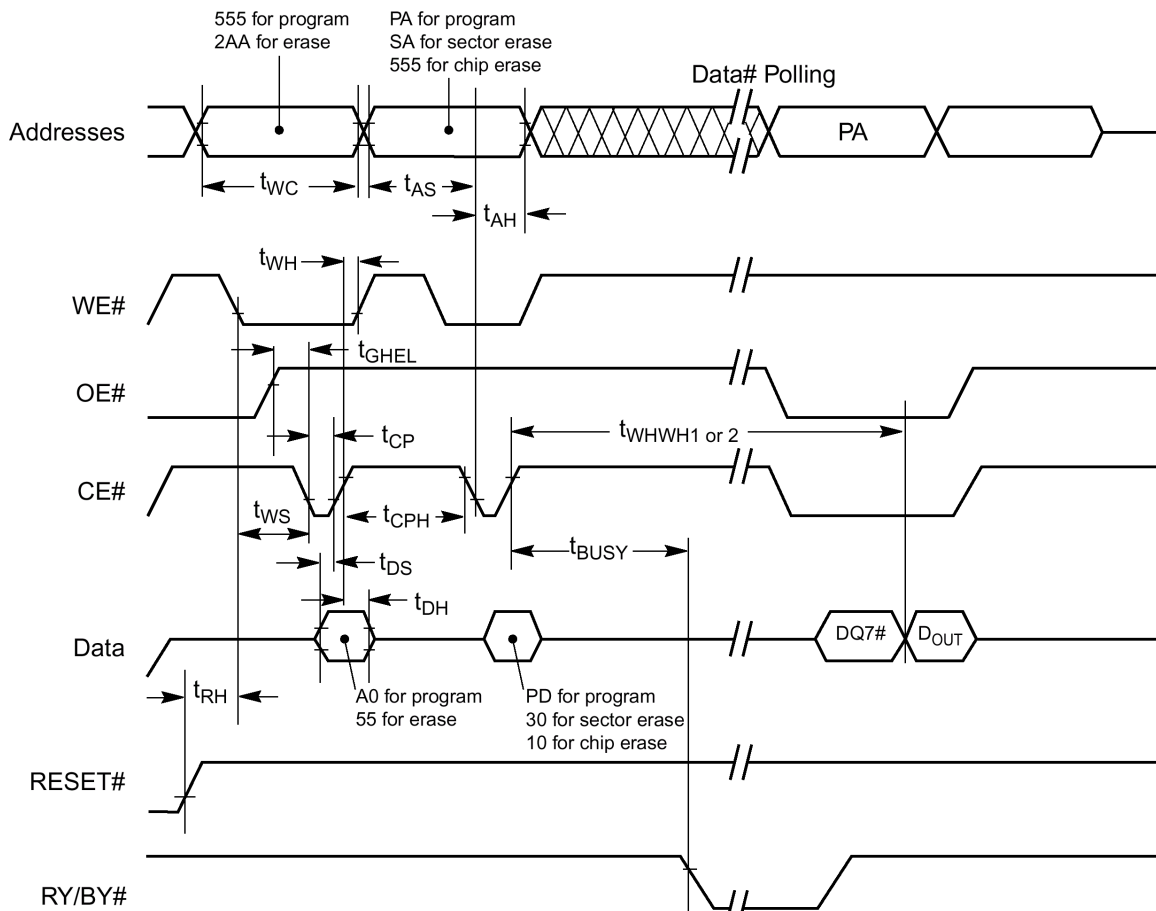 555 for program
2AA for erase
PA for program
SA for sector erase
555 for chip erase
Data# Polling
Addresses
PA
tWC
tAS
tAH
tWH
WE#
tGHEL
OE#
tWHWH1 or 2
tCP
CE#
tWS
tCPH
tBUSY
tDS
tDH
Data
DQ7#
DOUT
tRH
A0 for program
55 for erase
PD for program
30 for sector erase
10 for chip erase
RESET#
RY/BY#